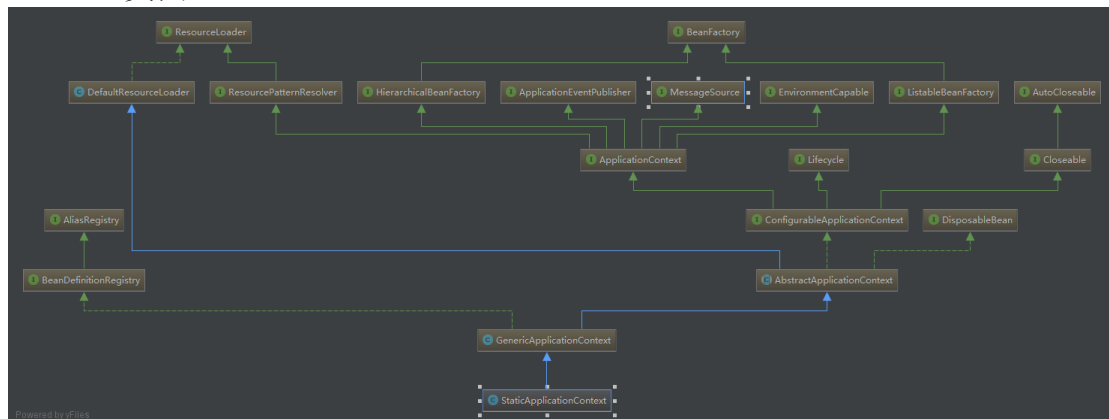 ResourceLoader
BeanFactory
DefaultResourceLoader
ResourcePatternResolver
HierarchicalBeanFactory
ApplicationEventPublisher
MessageSource
EnvironmentCapable
ListableBeanFactory
AutoCloseable
ApplicationContext
Lifecycle
Closeable
AliasRegistry
ConfigurableApplicationContext
DisposableBean
BeanDefinitionRegistry
AbstractApplicationContext
GenericApplicationContext
StaticApplicationContext
Powered by yFiles